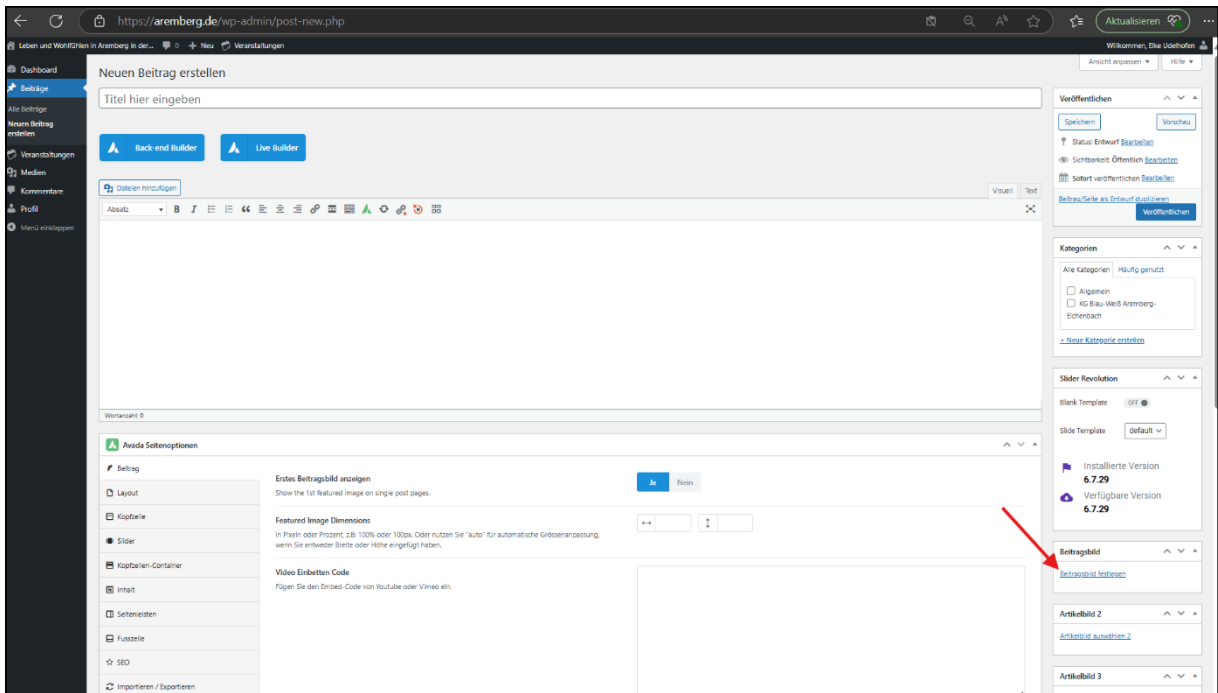 https://aremberg.de/wp-admin/post-new.php
Aktualisieren
Leben und Wohlfühlen in Aremberg in der... 0 + Neu Veranstaltungen
Willkommen, Elke Udelhofen
Dashboard
Beiträge
Alle Beiträge
Neuen Beitrag
erstellen
Veranstaltungen
Medien
Kommentare
Profil
Menü einklappen
Ansicht anpassen
Hilfe
Neuen Beitrag erstellen
Titel hier eingeben
Back-end Builder
Live Builder
Dateien hinzufügen
Visuell Text
Absatz
Wortanzahl: 0
Avada Seitenoptionen
Beitrag
Layout
Kopfzeile
Slider
Kopfzeilen-Container
Inhalt
Seitenleisten
Fusszeile
SEO
Importieren / Exportieren
Erstes Beitragsbild anzeigen
Show the 1st featured image on single post pages.
Ja Nein
Featured Image Dimensions
In Pixeln oder Prozent, z.B: 100% oder 100px. Oder nutzen Sie "auto" für automatische Grössenanpassung,
wenn Sie entweder Breite oder Höhe eingefügt haben.
Video Einbetten Code
Fügen Sie den Embed-Code von Youtube oder Vimeo ein.
Veröffentlichen
Speichern
Vorschau
Status: Entwurf Bearbeiten
Sichtbarkeit: Öffentlich Bearbeiten
Sofort veröffentlichen Bearbeiten
Beitrag/Seite als Entwurf duplizieren
Veröffentlichen
Kategorien
Alle Kategorien Häufig genutzt
Allgemein
KG Blau-Weiß Aremberg-
Eichenbach
+ Neue Kategorie erstellen
Slider Revolution
Blank Template OFF
Slide Template default
Installierte Version
6.7.29
Verfügbare Version
6.7.29
Beitragsbild
Beitragsbild festlegen
Artikelbild 2
Artikelbild auswählen 2
Artikelbild 3